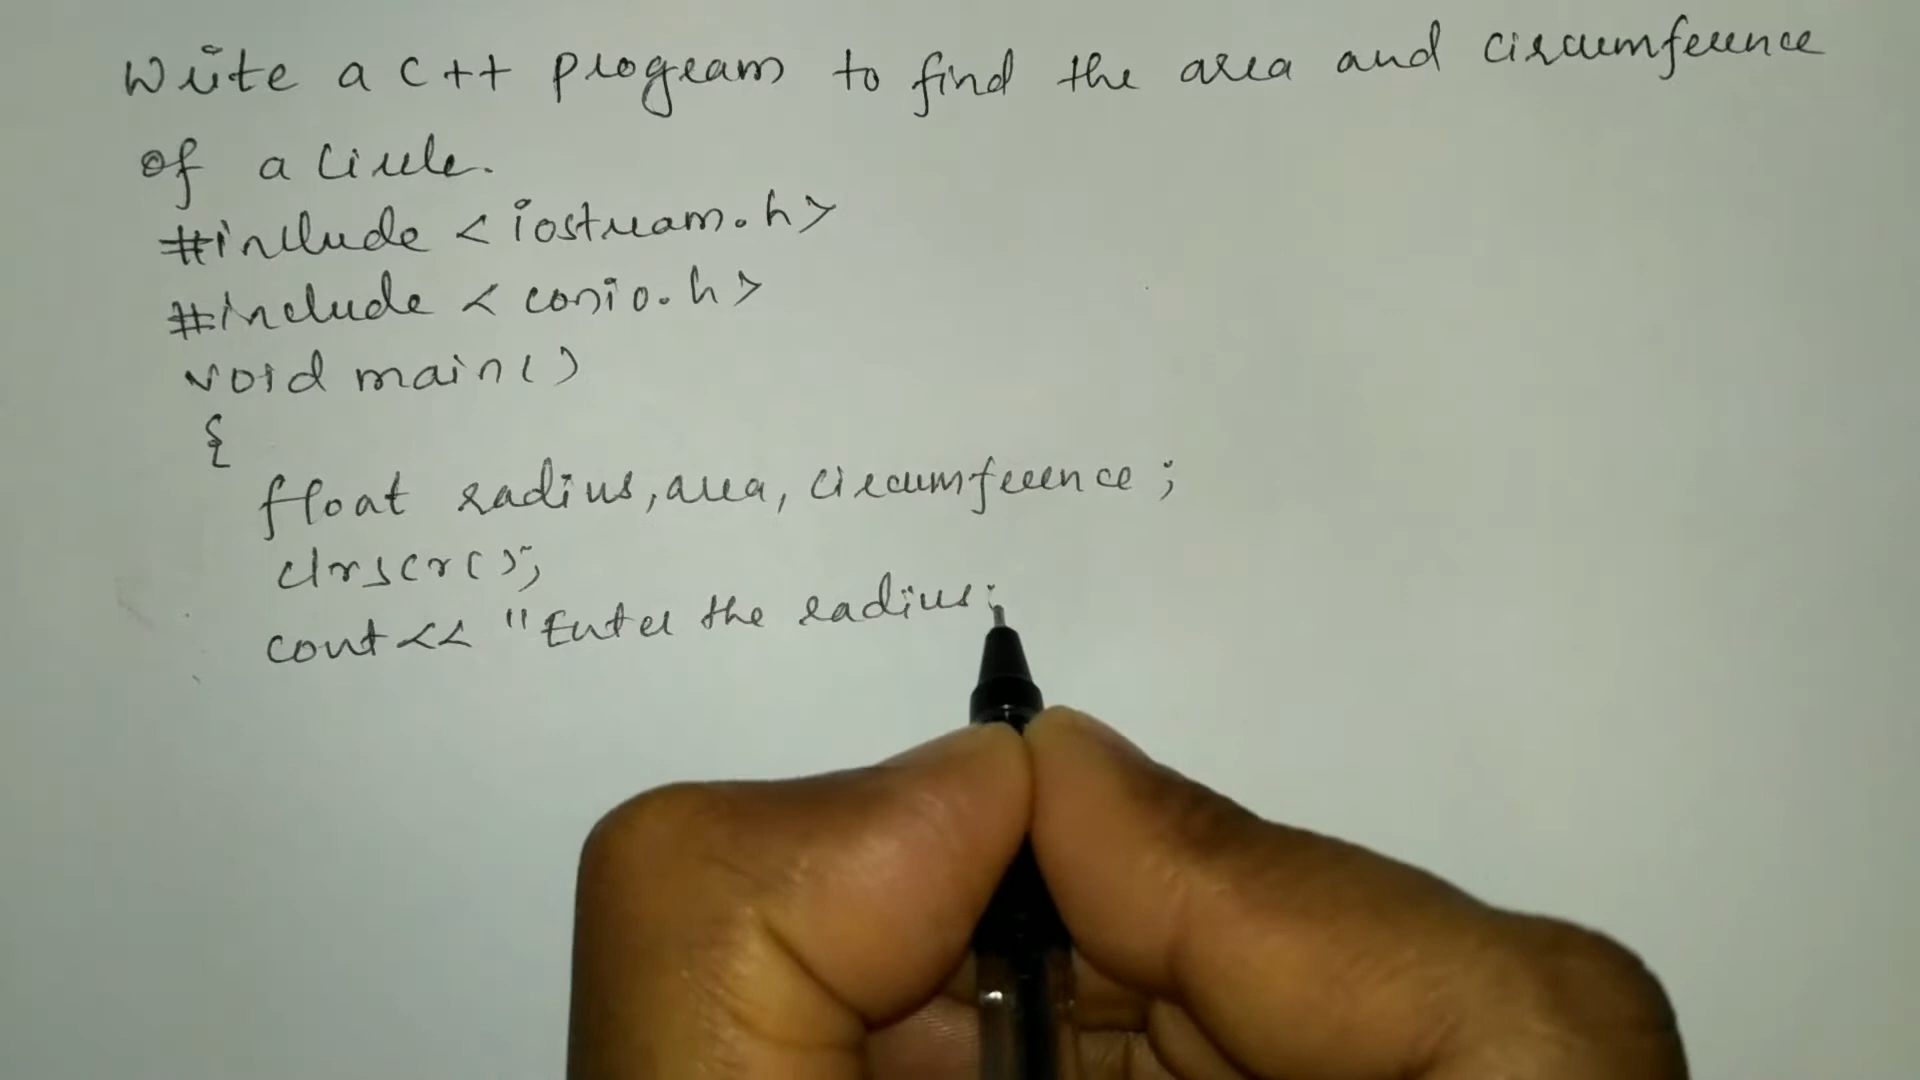 Write a C++ program to find the area and circumference
of a Circle.
#include < iostream.h>
#include < conio.h>
void main()
{
float radius, area, circumference;
clrscr();
cout<< "Enter the radius: